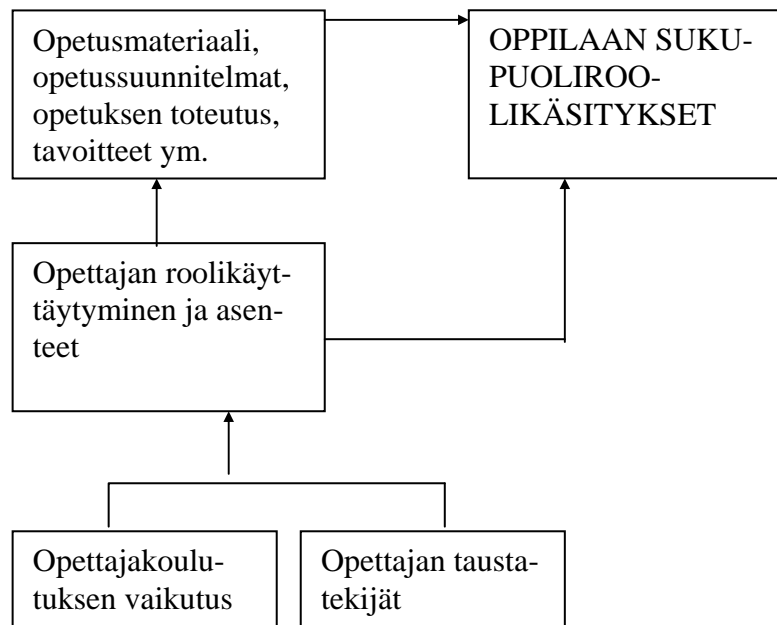 Opetusmateriaali,
opetussuunnitelmat,
opetuksen toteutus,
tavoitteet ym.
OPPILAAN SUKU-
PUOLIROO-
LIKÄSITYKSET
Opettajan roolikäyt-
täytyminen ja asen-
teet
Opettajakoulu-
tuksen vaikutus
Opettajan tausta-
tekijät